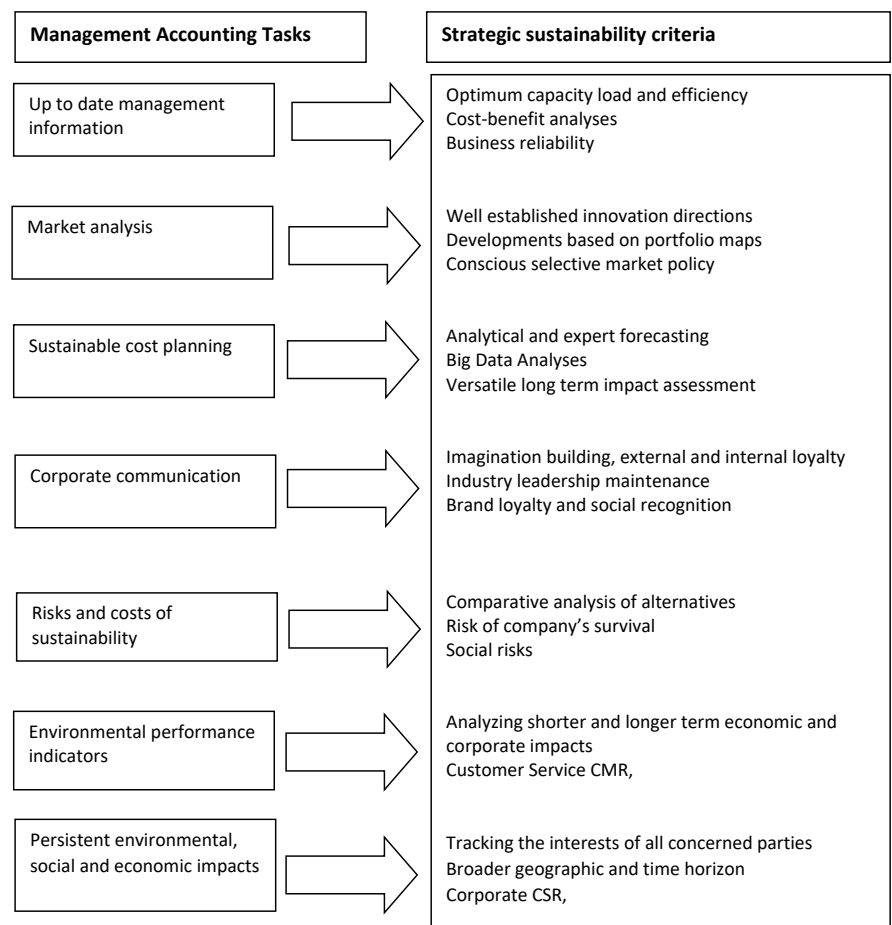 Management Accounting Tasks
Strategic sustainability criteria
Up to date management
information
Optimum capacity load and efficiency
Cost-benefit analyses
Business reliability
Market analysis
Well established innovation directions
Developments based on portfolio maps
Conscious selective market policy
Sustainable cost planning
Analytical and expert forecasting
Big Data Analyses
Versatile long term impact assessment
Corporate communication
Imagination building, external and internal loyalty
Industry leadership maintenance
Brand loyalty and social recognition
Risks and costs of
sustainability
Comparative analysis of alternatives
Risk of company’s survival
Social risks
Environmental performance
indicators
Analyzing shorter and longer term economic and
corporate impacts
Customer Service CMR,
Persistent environmental,
social and economic impacts
Tracking the interests of all concerned parties
Broader geographic and time horizon
Corporate CSR,